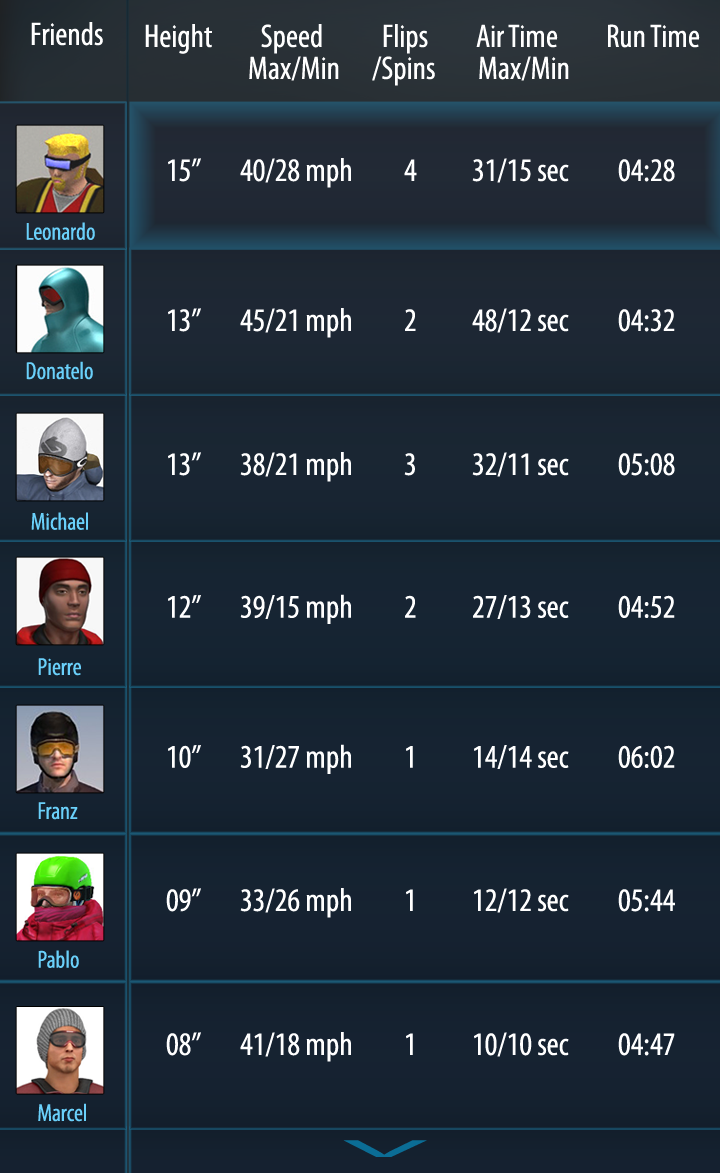 Friends Height Speed Max/Min Flips /Spins Air Time Max/Min Run Time
Leonardo 15” 40/28 mph 4 31/15 sec 04:28
Donatelo 13” 45/21 mph 2 48/12 sec 04:32
Michael 13” 38/21 mph 3 32/11 sec 05:08
Pierre 12” 39/15 mph 2 27/13 sec 04:52
Franz 10” 31/27 mph 1 14/14 sec 06:02
Pablo 09” 33/26 mph 1 12/12 sec 05:44
Marcel 08” 41/18 mph 1 10/10 sec 04:47